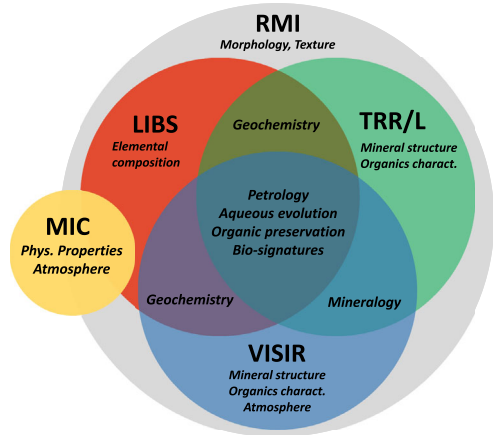 RMI
Morphology, Texture
LIBS
Elemental
composition
Geochemistry
TRR/L
Mineral structure
Organics charact.
Petrology
Aqueous evolution
Organic preservation
Bio-signatures
MIC
Phys. Properties
Atmosphere
Geochemistry
Mineralogy
VISIR
Mineral structure
Organics charact.
Atmosphere